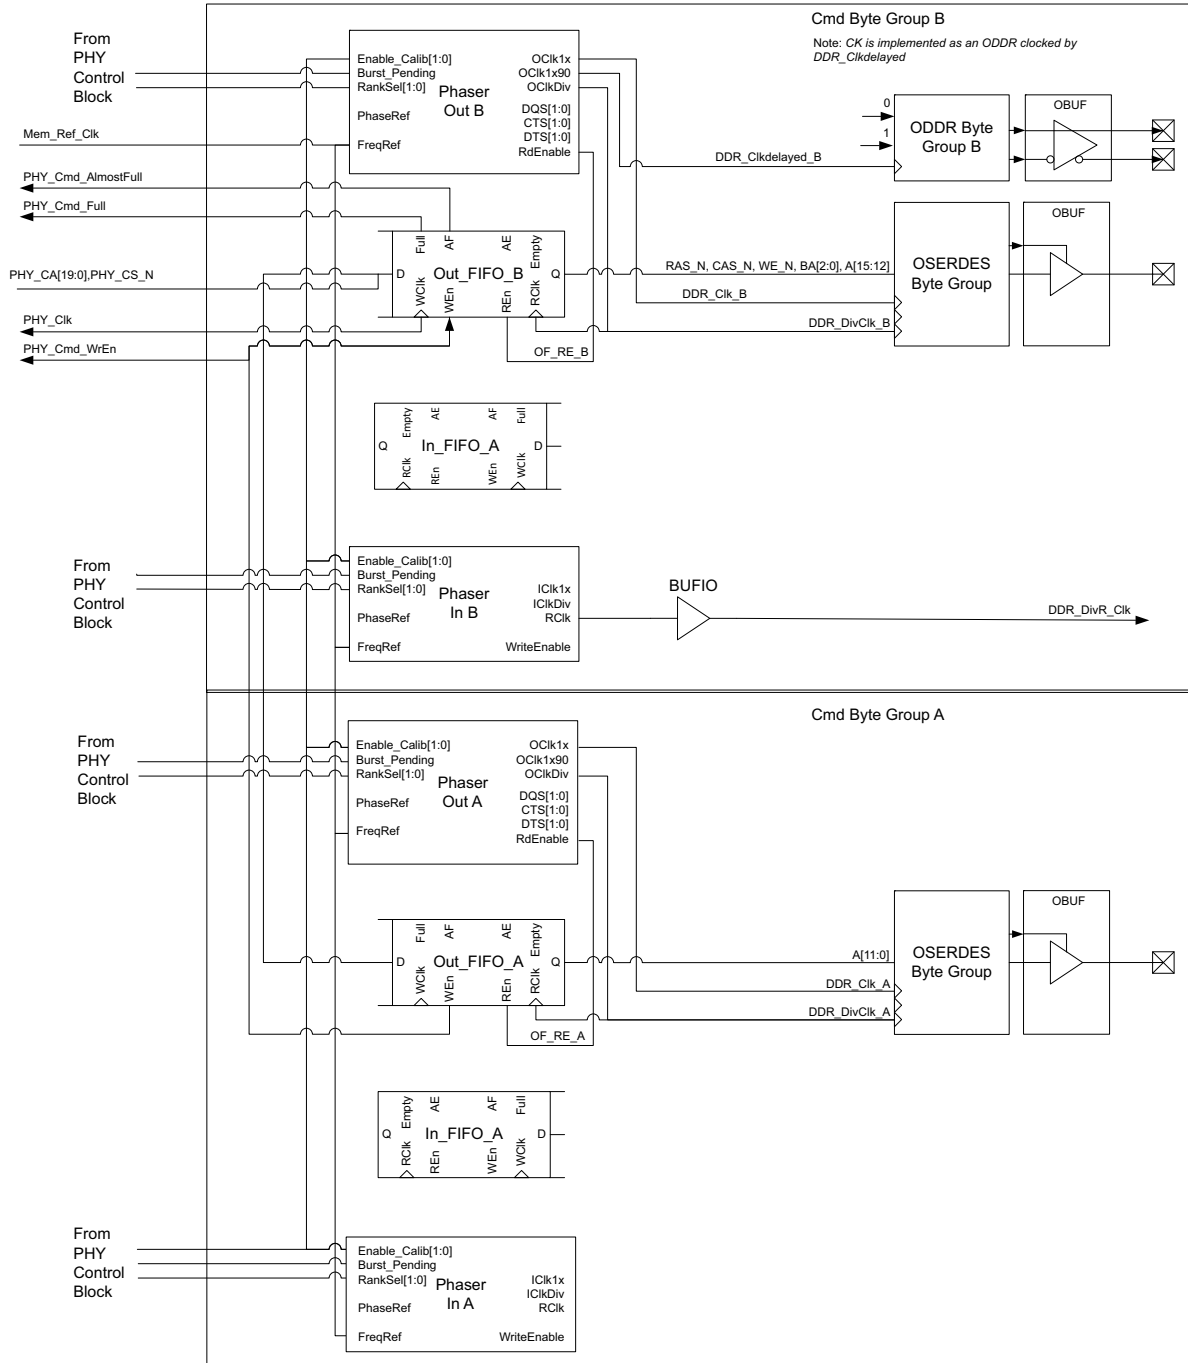 Cmd Byte Group B
Note: CK is implemented as an ODDR clocked by
DDR_Clkdelayed
From
PHY
Control
Block
Enable_Calib[1:0]
Burst_Pending
RankSel[1:0]
PhaseRef
FreqRef
Phaser
Out B
OClk1x
OClk1x90
OClkDiv
DQS[1:0]
CTS[1:0]
DTS[1:0]
RdEnable
Mem_Ref_Clk
PHY_Cmd_AlmostFull
PHY_Cmd_Full
PHY_CA[19:0],PHY_CS_N
PHY_Clk
PHY_Cmd_WrEn
0
1
ODDR Byte
Group B
OBUF
DDR_Clkdelayed_B
Full
AF
AE
Empty
D
Out_FIFO_B
Q
WClk
WEn
REn
RClk
OF_RE_B
RAS_N, CAS_N, WE_N, BA[2:0], A[15:12]
DDR_Clk_B
DDR_DivClk_B
OSERDES
Byte Group
OBUF
Empty
AE
AF
Full
Q
In_FIFO_A
D
RClk
REn
WEn
WClk
From
PHY
Control
Block
Enable_Calib[1:0]
Burst_Pending
RankSel[1:0]
PhaseRef
FreqRef
Phaser
In B
IClk1x
IClkDiv
RClk
WriteEnable
BUFIO
DDR_DivR_Clk
Cmd Byte Group A
From
PHY
Control
Block
Enable_Calib[1:0]
Burst_Pending
RankSel[1:0]
PhaseRef
FreqRef
Phaser
Out A
OClk1x
OClk1x90
OClkDiv
DQS[1:0]
CTS[1:0]
DTS[1:0]
RdEnable
Full
AF
AE
Empty
D
Out_FIFO_A
Q
WClk
WEn
REn
RClk
OF_RE_A
A[11:0]
DDR_Clk_A
DDR_DivClk_A
OSERDES
Byte Group
OBUF
Empty
AE
AF
Full
Q
In_FIFO_A
D
RClk
REn
WEn
WClk
From
PHY
Control
Block
Enable_Calib[1:0]
Burst_Pending
RankSel[1:0]
PhaseRef
FreqRef
Phaser
In A
IClk1x
IClkDiv
RClk
WriteEnable